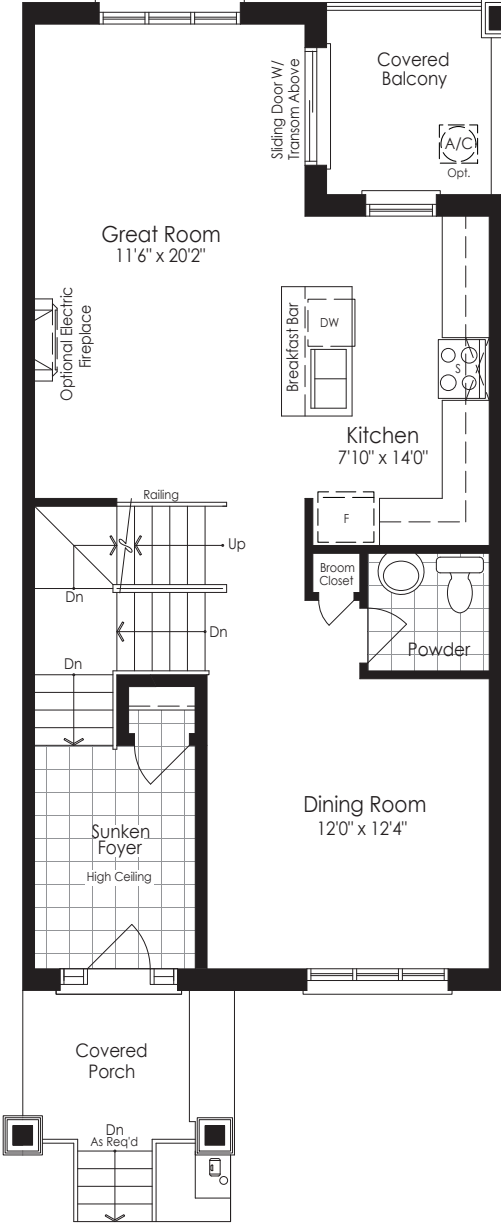 Covered
Balcony
Sliding Door W/
Transom Above
A/C
Opt.
Great Room
11'6" x 20'2"
Optional Electric
Fireplace
Breakfast Bar
DW
S
Kitchen
7'10" x 14'0"
F
Railing
Up
Dn
Dn
Dn
Broom
Closet
Powder
Dining Room
12'0" x 12'4"
Sunken
Foyer
High Ceiling
Covered
Porch
Dn
As Req'd